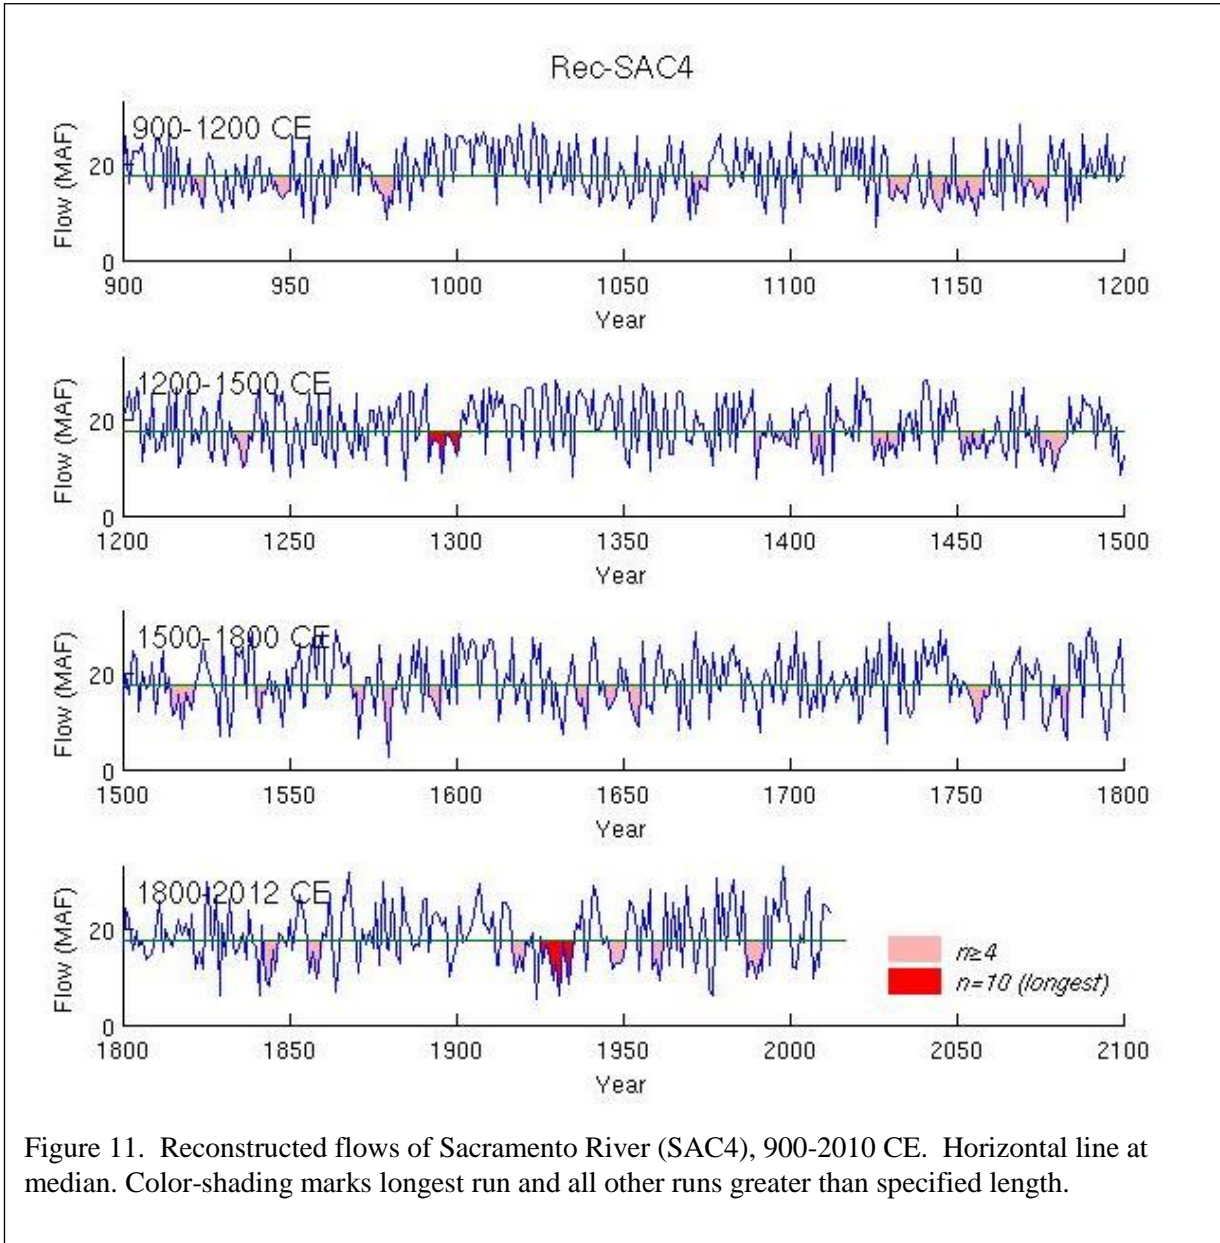 Rec-SAC4
900-1200 CE
Flow (MAF)
20
0
900 950 1000 1050 1100 1150 1200
Year
1200-1500 CE
Flow (MAF)
20
0
1200 1250 1300 1350 1400 1450 1500
Year
1500-1800 CE
Flow (MAF)
20
0
1500 1550 1600 1650 1700 1750 1800
Year
1800-2012 CE
Flow (MAF)
20
0
n≥4
n=10 (longest)
1800 1850 1900 1950 2000 2050 2100
Year
Figure 11.  Reconstructed flows of Sacramento River (SAC4), 900-2010 CE.  Horizontal line at
median. Color-shading marks longest run and all other runs greater than specified length.